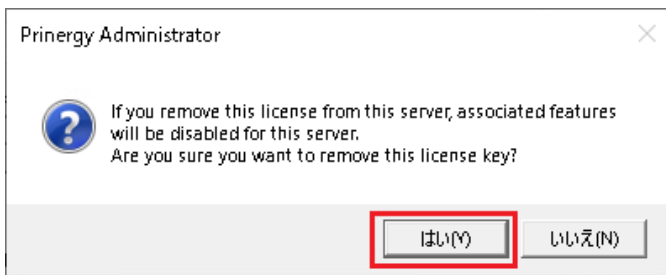 Prinergy Administrator
If you remove this license from this server, associated features
will be disabled for this server.
Are you sure you want to remove this license key?
はい(Y)
いいえ(N)